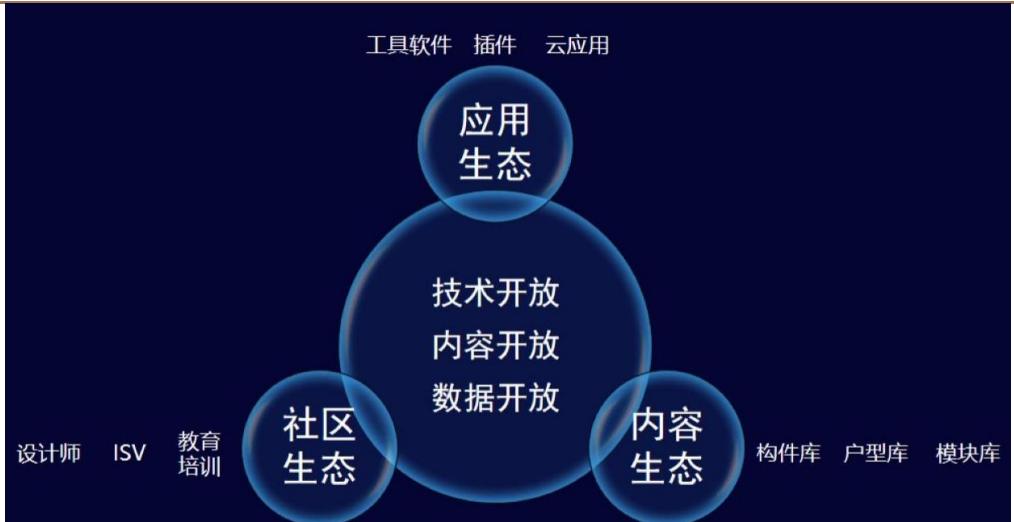 工具软件 插件 云应用
应用
生态
技术开放
内容开放
数据开放
社区
生态
设计师 ISV 教育
培训
内容
生态
构件库 户型库 模块库